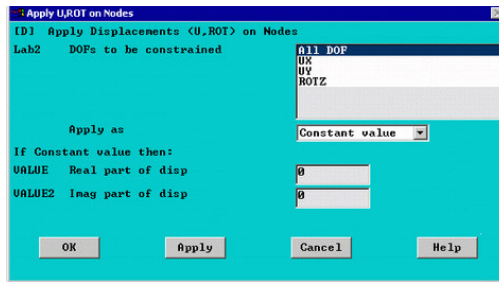 Apply U,ROT on Nodes
[D] Apply Displacements (U,ROT) on Nodes
Lab2 DOFs to be constrained
All DOF
UX
UY
ROTZ
Apply as Constant value
If Constant value then:
VALUE Real part of disp 0
VALUE2 Imag part of disp 0
OK Apply Cancel Help